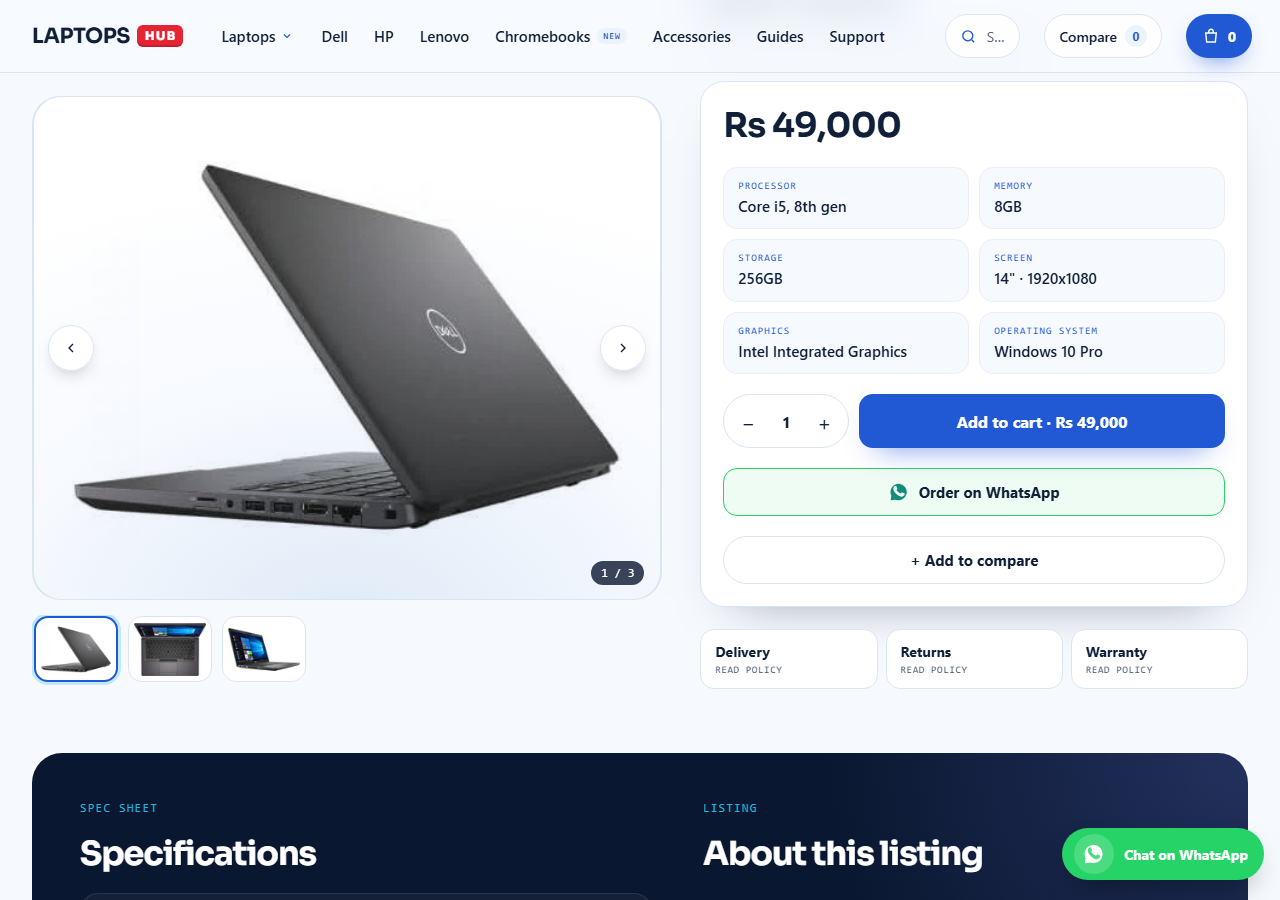 LAPTOPS HUB
Laptops
Dell
HP
Lenovo
Chromebooks NEW
Accessories
Guides
Support
S...
Compare 0
0
DELL
1 / 3
Rs 49,000
PROCESSOR
Core i5, 8th gen
MEMORY
8GB
STORAGE
256GB
SCREEN
14" · 1920x1080
GRAPHICS
Intel Integrated Graphics
OPERATING SYSTEM
Windows 10 Pro
− 1 +
Add to cart · Rs 49,000
Order on WhatsApp
+ Add to compare
Delivery
READ POLICY
Returns
READ POLICY
Warranty
READ POLICY
SPEC SHEET
Specifications
LISTING
About this listing
Chat on WhatsApp